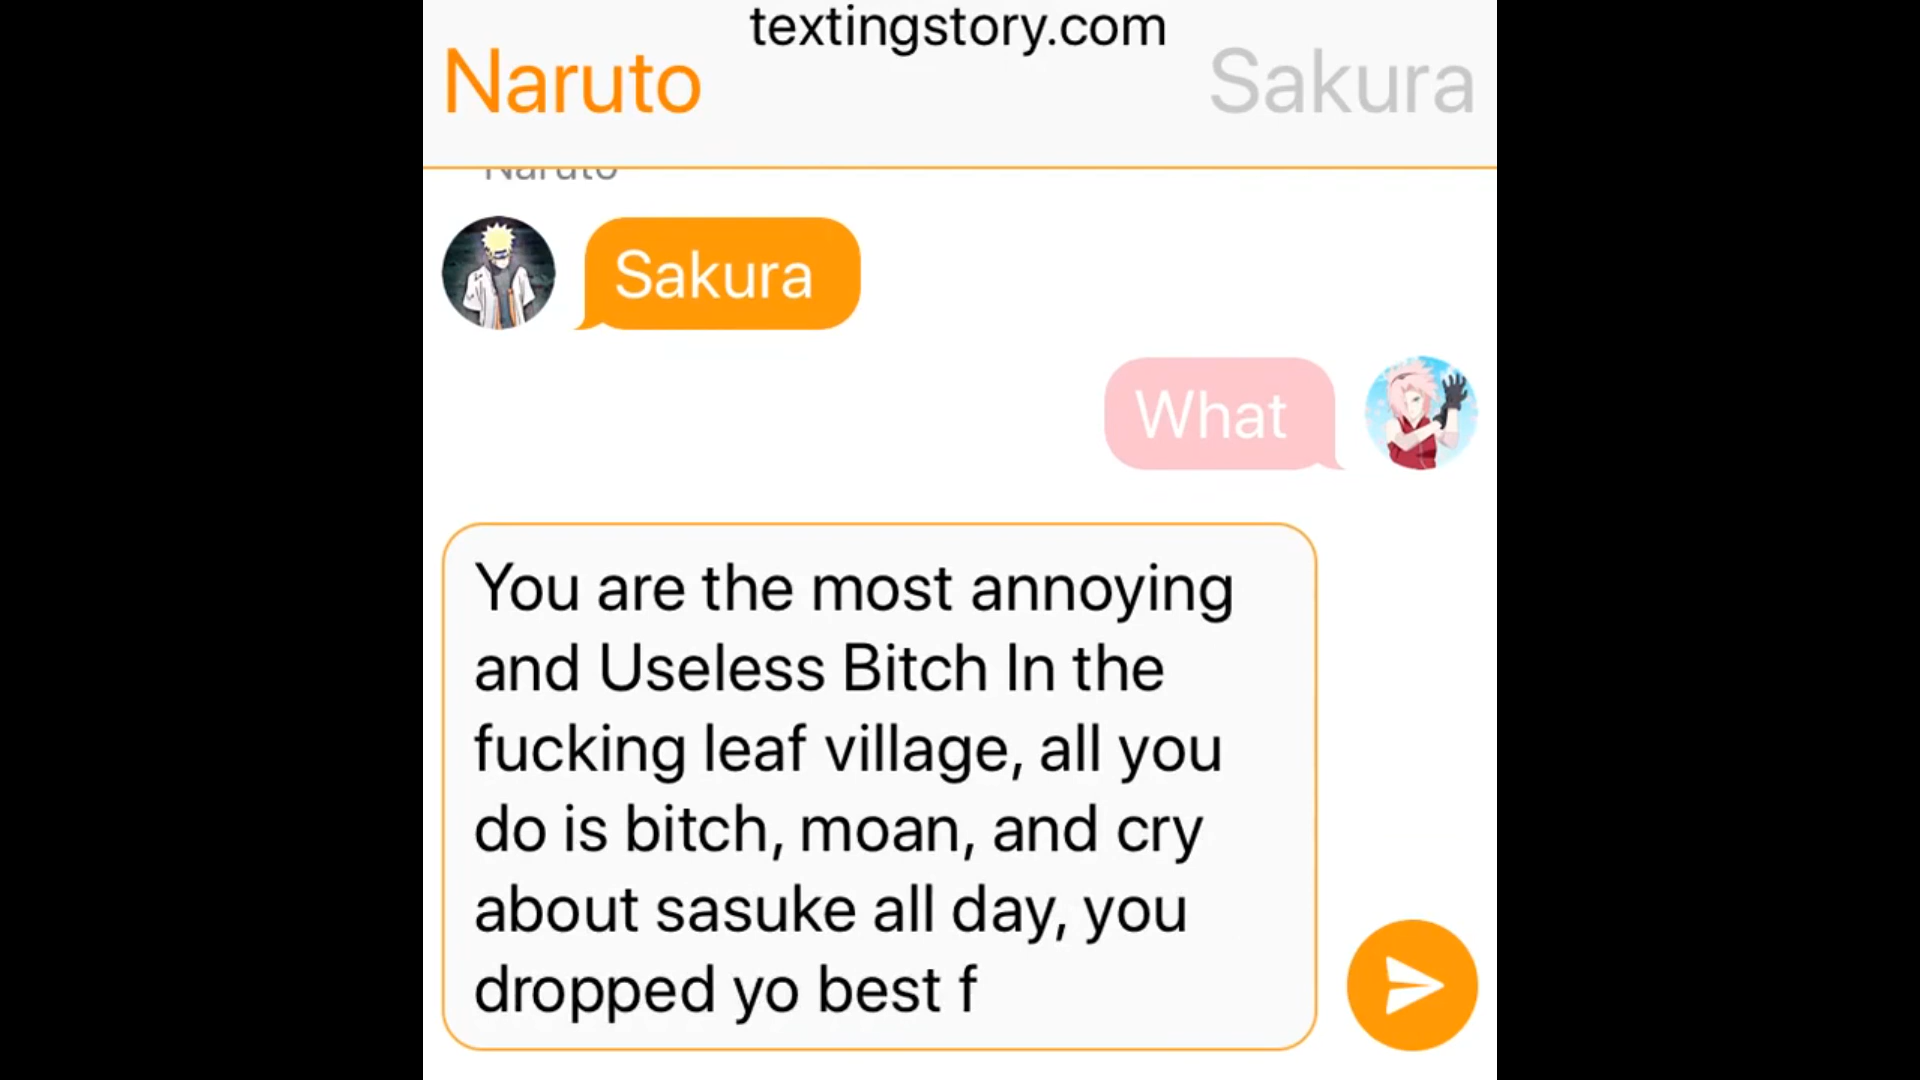 textingstory.com
Naruto
Sakura
Naruto
Sakura
What
You are the most annoying
and Useless Bitch In the
fucking leaf village, all you
do is bitch, moan, and cry
about sasuke all day, you
dropped yo best f